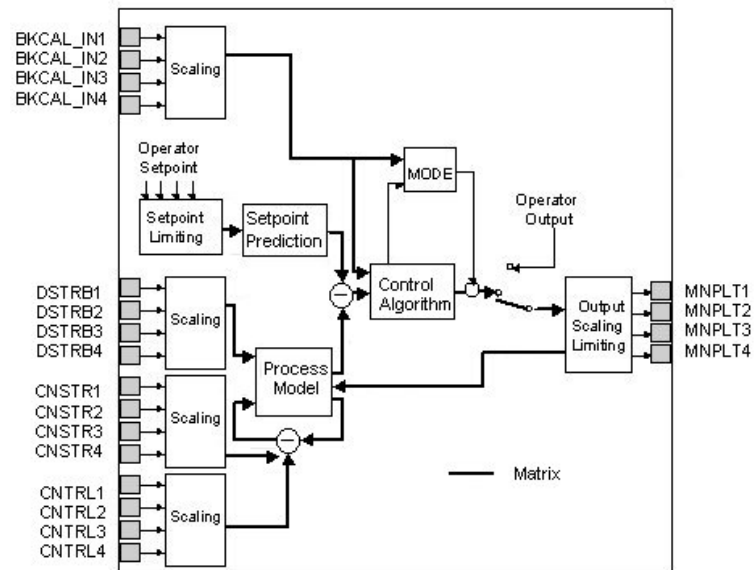 BKCAL_IN1
BKCAL_IN2
BKCAL_IN3
BKCAL_IN4
Scaling
Operator
Setpoint
MODE
Operator
Output
Setpoint
Limiting
Setpoint
Prediction
Control
Algorithm
DSTRB1
DSTRB2
DSTRB3
DSTRB4
Scaling
Output
Scaling
Limiting
MNPLT1
MNPLT2
MNPLT3
MNPLT4
Process
Model
CNSTR1
CNSTR2
CNSTR3
CNSTR4
Scaling
Matrix
CNTRL1
CNTRL2
CNTRL3
CNTRL4
Scaling